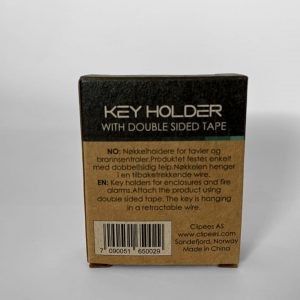 KEY HOLDER
WITH DOUBLE SIDED TAPE
NO: Nøkkelholdere for tavler og
brannsentraler.Produktet festes enkelt
med dobbeltsidig teip. Nøkkelen henger
i en tilbaketrekkende wire.
EN: Key holders for enclosures and fire
alarms.Attach the product using
double sided tape. The key is hanging
in a retractable wire.
Clipees AS
www.clipees.com
Sandefjord, Norway
Made in China
7 090051 650029